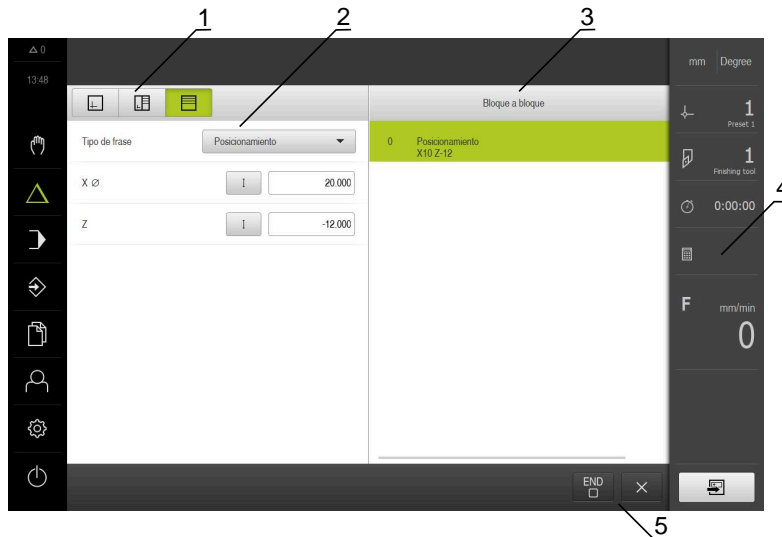 1 2 3
0
mm Degree
13:48
Bloque a bloque
1
Preset 1
Tipo de frase Posicionamiento
0 Posicionamiento
X10 Z-12
1
Finishing tool
X ∅ I 20.000
4
0:00:00
Z I -12.000
F mm/min
0
END
5